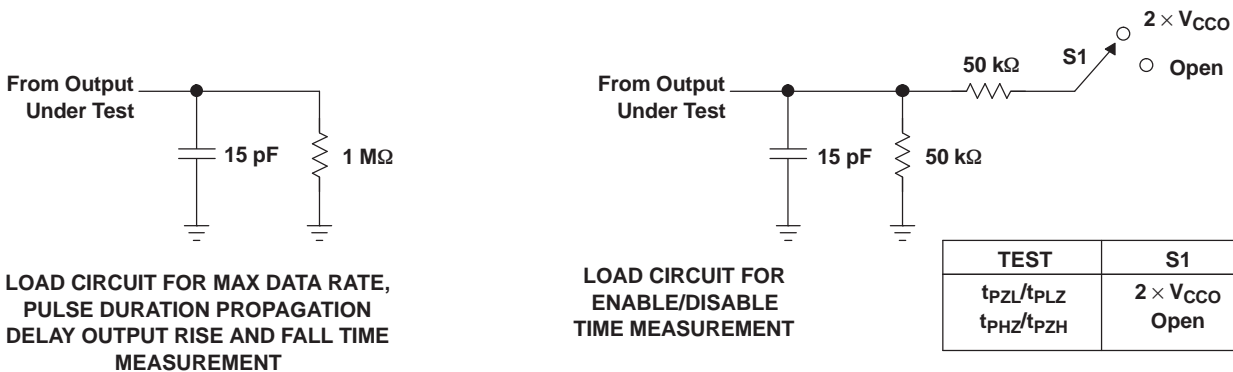 From Output
Under Test
15 pF
1 MΩ
LOAD CIRCUIT FOR MAX DATA RATE,
PULSE DURATION PROPAGATION
DELAY OUTPUT RISE AND FALL TIME
MEASUREMENT
From Output
Under Test
15 pF
50 kΩ
50 kΩ
S1
2 × VCCO
Open
LOAD CIRCUIT FOR
ENABLE/DISABLE
TIME MEASUREMENT
TEST S1
tPZL/tPLZ 2 × VCCO
tPHZ/tPZH Open